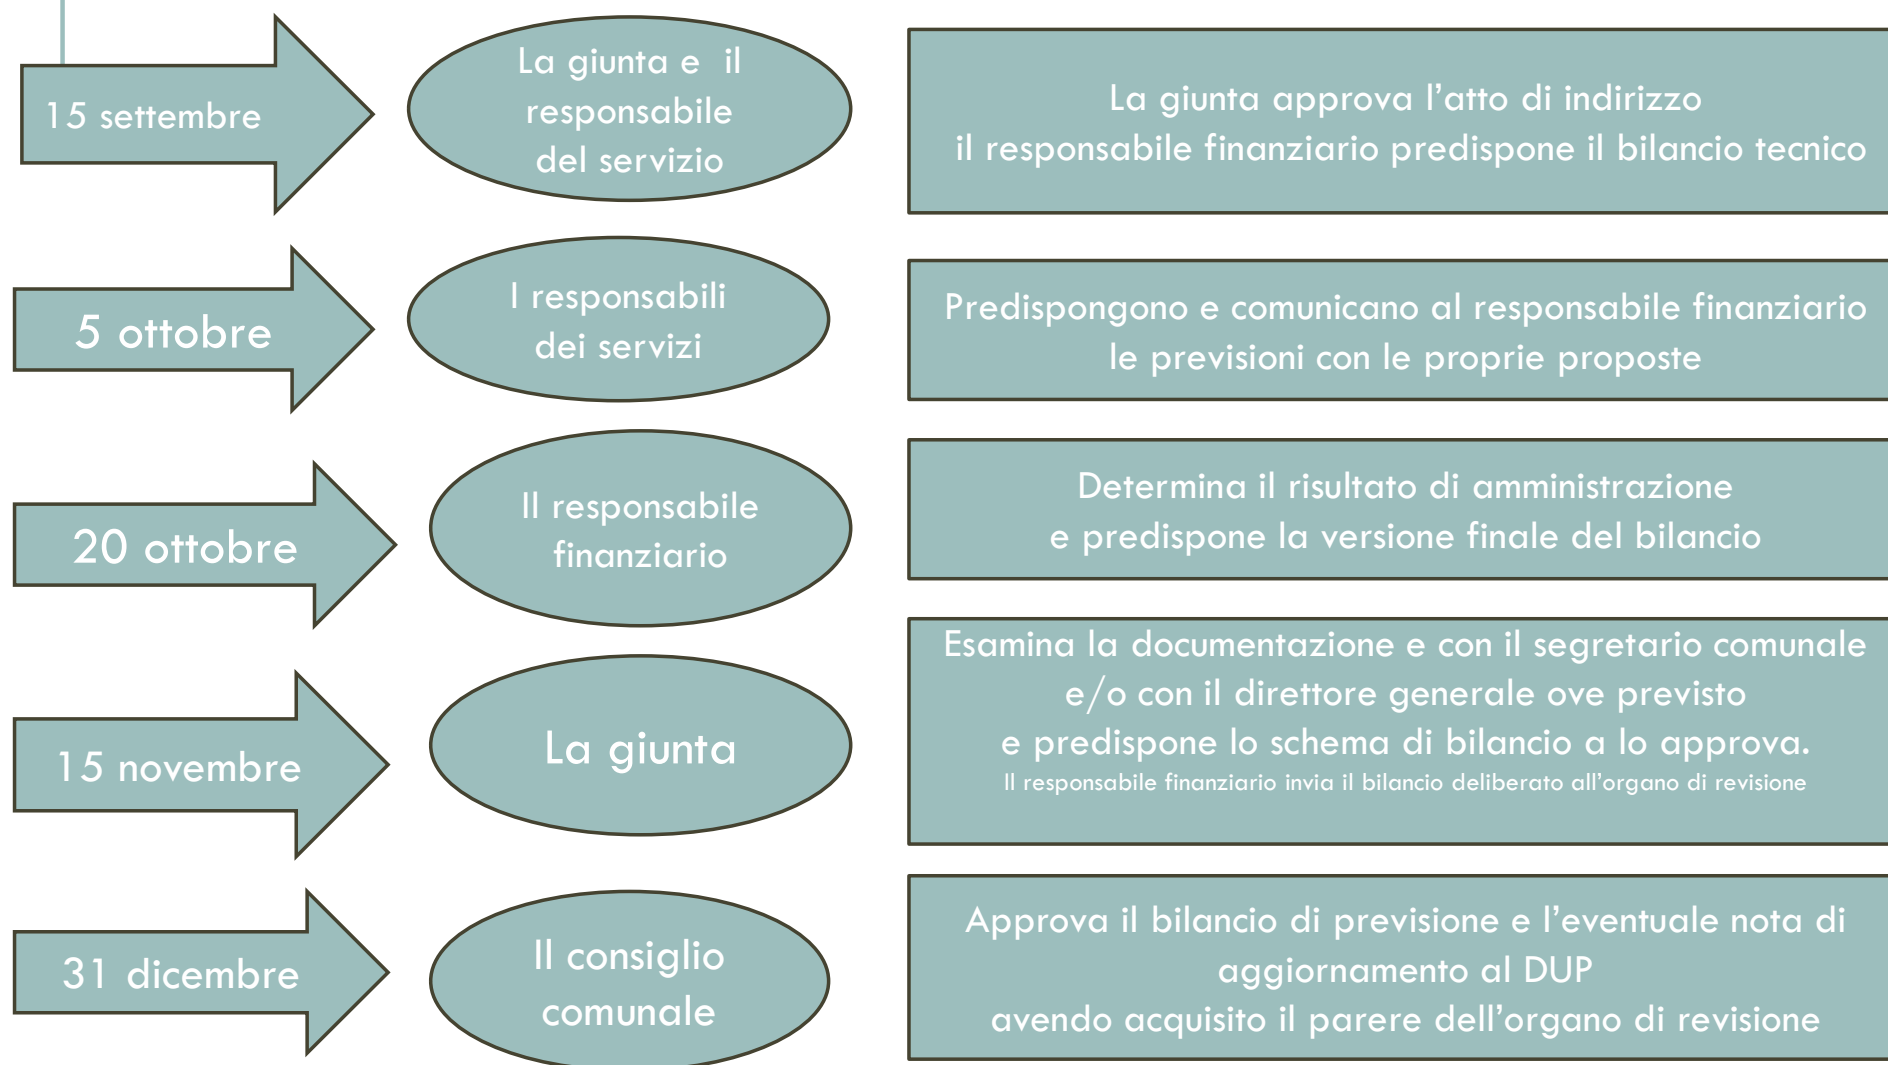 15 settembre
La giunta e il
responsabile
del servizio
La giunta approva l’atto di indirizzo
il responsabile finanziario predispone il bilancio tecnico
5 ottobre
I responsabili
dei servizi
Predispongono e comunicano al responsabile finanziario
le previsioni con le proprie proposte
20 ottobre
Il responsabile
finanziario
Determina il risultato di amministrazione
e predispone la versione finale del bilancio
15 novembre
La giunta
Esamina la documentazione e con il segretario comunale
e/o con il direttore generale ove previsto
e predispone lo schema di bilancio a lo approva.
Il responsabile finanziario invia il bilancio deliberato all’organo di revisione
31 dicembre
Il consiglio
comunale
Approva il bilancio di previsione e l’eventuale nota di
aggiornamento al DUP
avendo acquisito il parere dell’organo di revisione